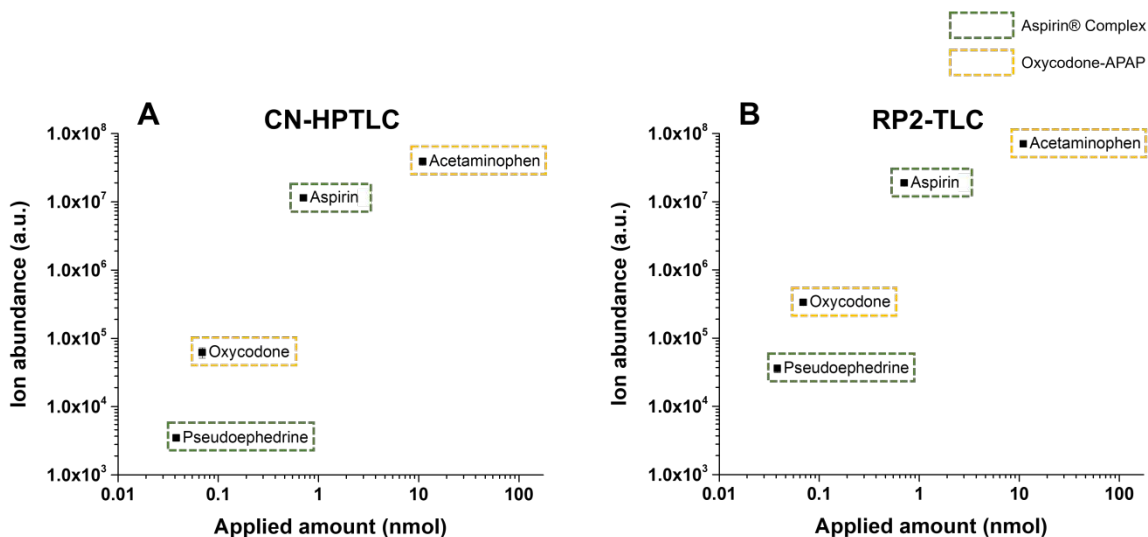 Aspirin® Complex
Oxycodone-APAP
A
CN-HPTLC
Ion abundance (a.u.)
1.0x10⁸
1.0x10⁷
1.0x10⁶
1.0x10⁵
1.0x10⁴
1.0x10³
Acetaminophen
Aspirin
Oxycodone
Pseudoephedrine
0.01
0.1
1
10
100
Applied amount (nmol)
B
RP2-TLC
Ion abundance (a.u.)
1.0x10⁸
1.0x10⁷
1.0x10⁶
1.0x10⁵
1.0x10⁴
1.0x10³
Acetaminophen
Aspirin
Oxycodone
Pseudoephedrine
0.01
0.1
1
10
100
Applied amount (nmol)